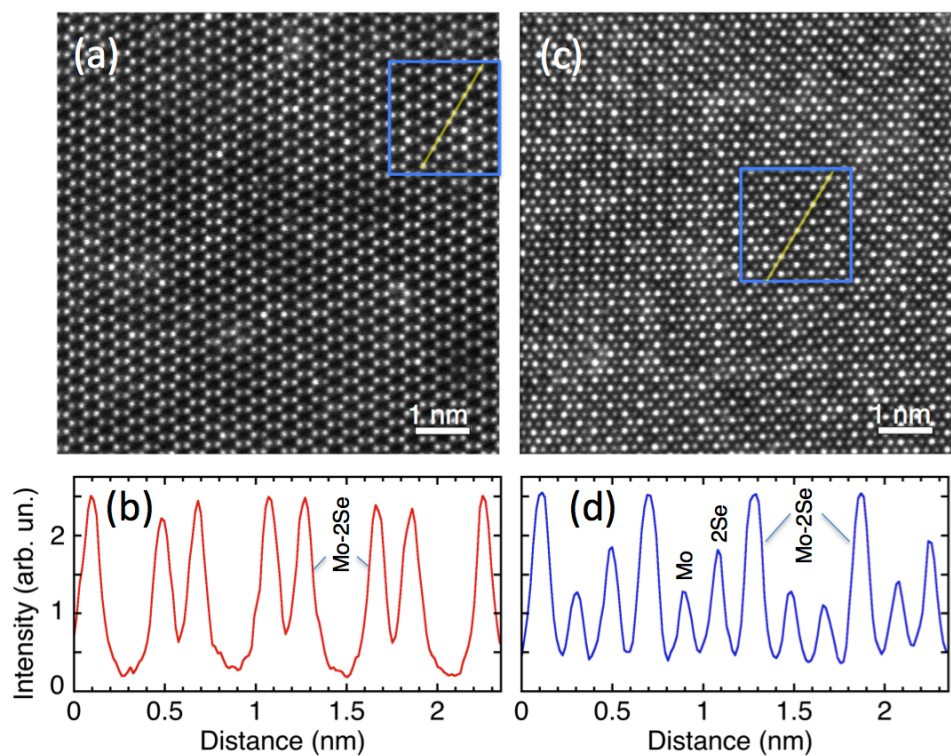 (a)
(c)
1 nm
1 nm
(b)
(d)
Intensity (arb. un.)
2
1
0
Mo-2Se
Mo
2Se
Mo-2Se
0
0.5
1
1.5
2
Distance (nm)
0
0.5
1
1.5
2
Distance (nm)